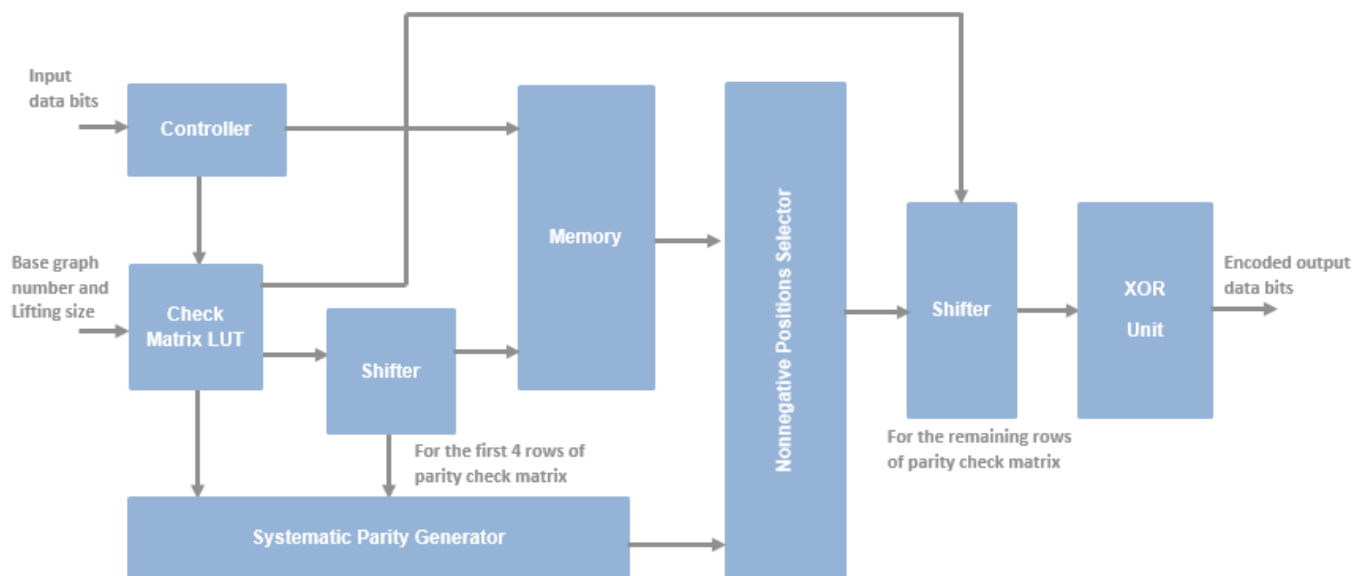 Input
data bits
Controller
Memory
Nonnegative Positions Selector
Base graph
number and
Lifting size
Check
Matrix LUT
Shifter
For the first 4 rows of
parity check matrix
Systematic Parity Generator
Shifter
For the remaining rows
of parity check matrix
XOR
Unit
Encoded output
data bits